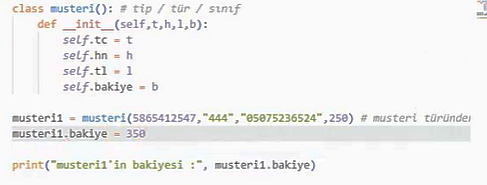 class musteri(): # tip / tür / sınıf
    def __init__(self,t,h,l,b):
        self.tc = t
        self.hn = h
        self.tl = l
        self.bakiye = b
musteri1 = musteri(5865412547,"444","05075236524",250) # musteri türünden
musteri1.bakiye = 350
print("musteri1'in bakiyesi :", musteri1.bakiye)